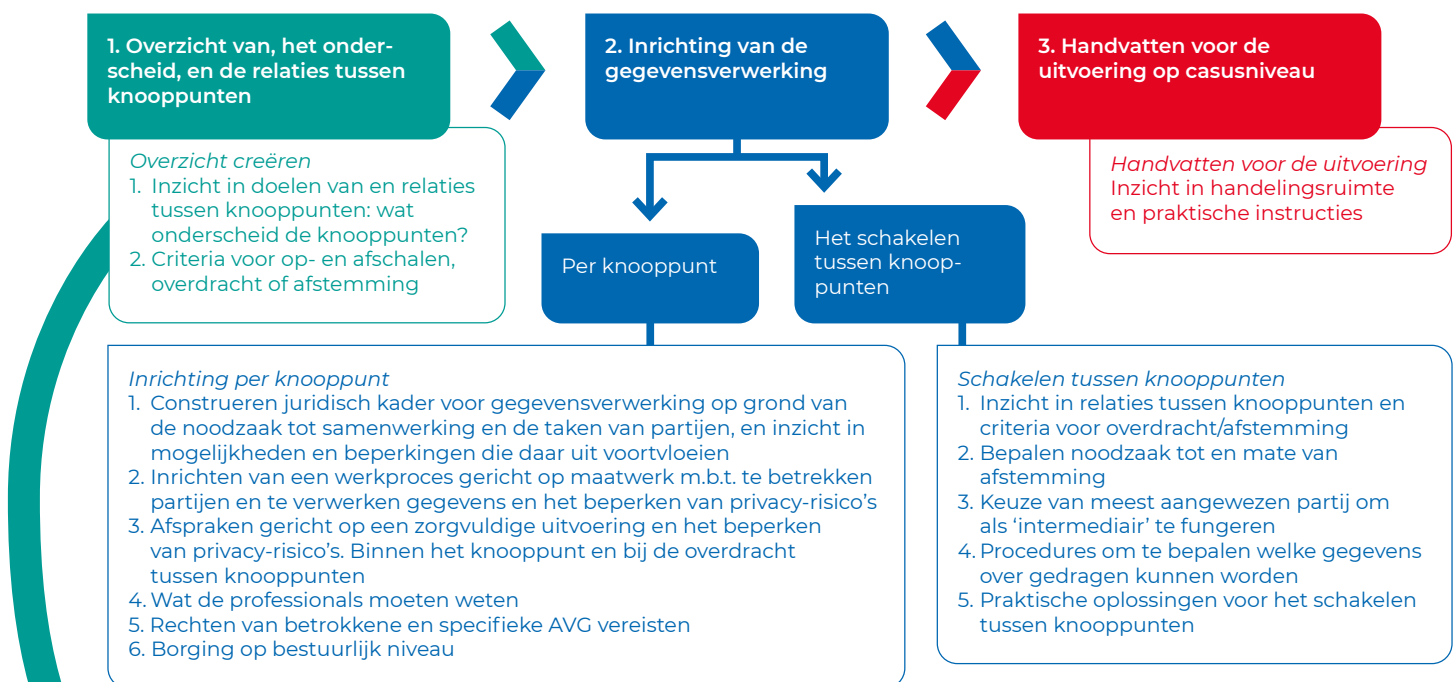 1. Overzicht van, het onder-
scheid, en de relaties tussen
knooppunten
Overzicht creëren
1. Inzicht in doelen van en relaties
tussen knooppunten: wat
onderscheid de knooppunten?
2. Criteria voor op- en afschalen,
overdracht of afstemming
2. Inrichting van de
gegevensverwerking
Per knooppunt
Het schakelen
tussen knoop-
punten
3. Handvatten voor de
uitvoering op casusniveau
Handvatten voor de uitvoering
Inzicht in handelingsruimte
en praktische instructies
Inrichting per knooppunt
1. Construeren juridisch kader voor gegevensverwerking op grond van
de noodzaak tot samenwerking en de taken van partijen, en inzicht in
mogelijkheden en beperkingen die daar uit voortvloeien
2. Inrichten van een werkproces gericht op maatwerk m.b.t. te betrekken
partijen en te verwerken gegevens en het beperken van privacy-risico’s
3. Afspraken gericht op een zorgvuldige uitvoering en het beperken
van privacy-risico’s. Binnen het knooppunt en bij de overdracht
tussen knooppunten
4. Wat de professionals moeten weten
5. Rechten van betrokkene en specifieke AVG vereisten
6. Borging op bestuurlijk niveau
Schakelen tussen knooppunten
1. Inzicht in relaties tussen knooppunten en
criteria voor overdracht/afstemming
2. Bepalen noodzaak tot en mate van
afstemming
3. Keuze van meest aangewezen partij om
als ‘intermediair’ te fungeren
4. Procedures om te bepalen welke gegevens
over gedragen kunnen worden
5. Praktische oplossingen voor het schakelen
tussen knooppunten